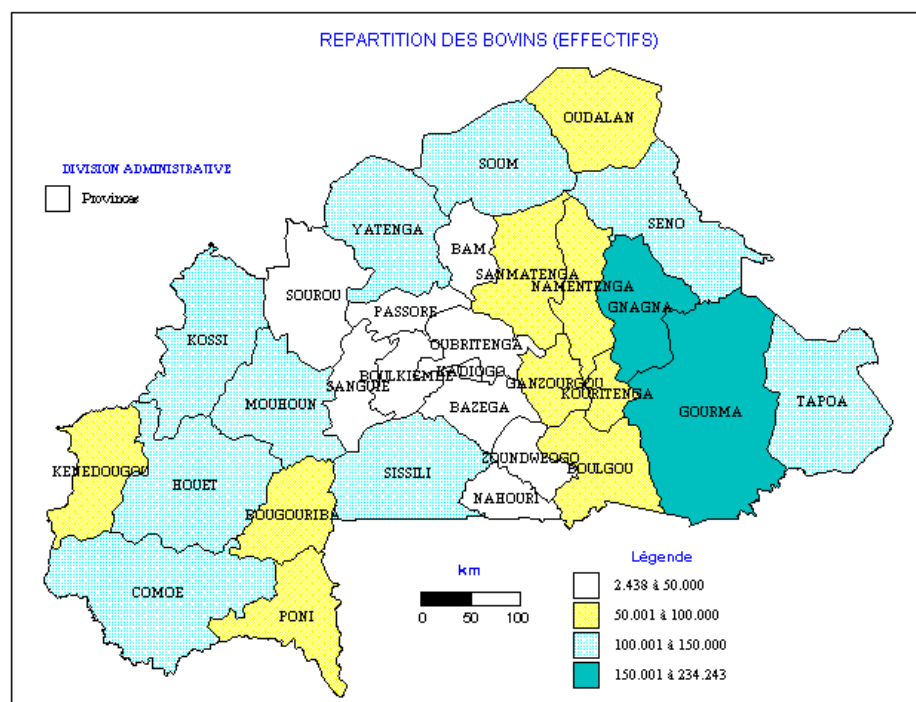 REPARTITION DES BOVINS (EFFECTIFS)
OUDALAN
DIVISION ADMINISTRATIVE
Provinces
SOUM
SENO
YATENGA
BAM
SANMATENGA
NAMENTENGA
SOUROU
GNAGNA
PASSORE
KOSSI
OUBRITENGA
KADIOGO
BOULKIEMDE
SANGUIE
GANZOURGOU
KOURITENGA
MOUHOUN
BAZEGA
GOURMA
TAPOA
ZOUNDWEOGO
KENEDOUGOU
HOUET
SISSILI
BOULGOU
NAHOURI
BOUGOURIBA
COMOE
PONI
km
0 50 100
Légende
2.438 à 50.000
50.001 à 100.000
100.001 à 150.000
150.001 à 234.243